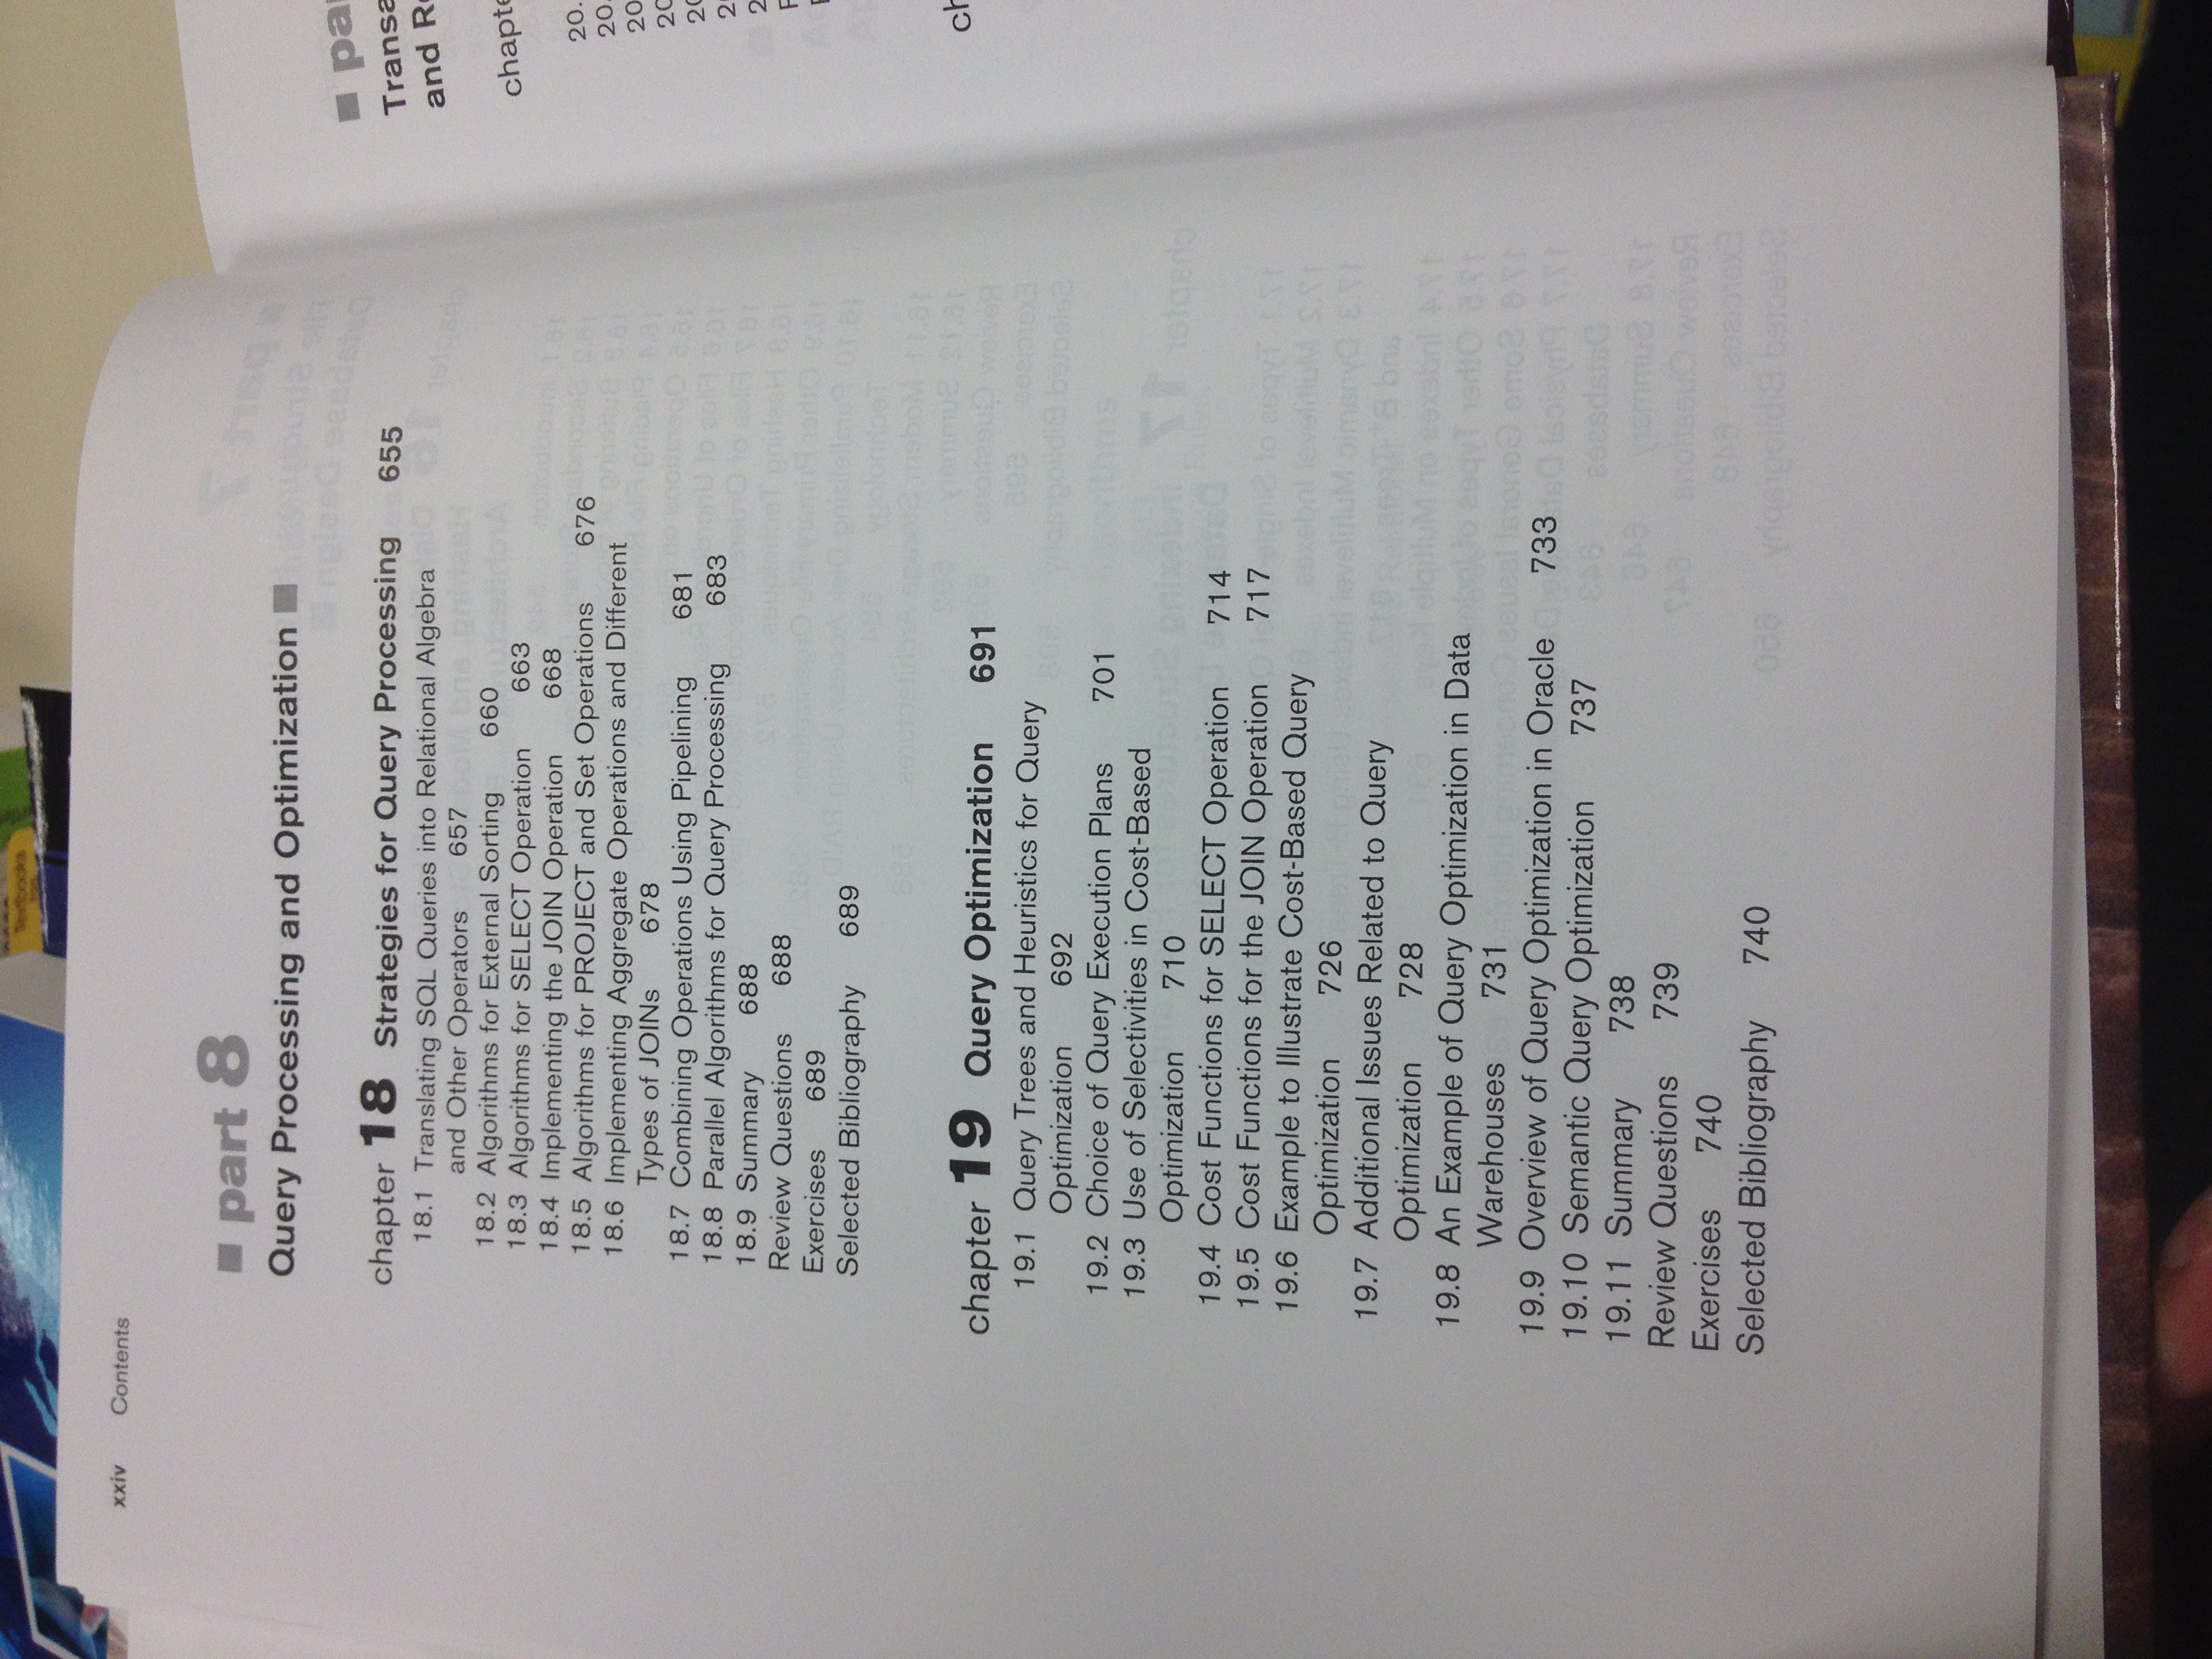 Textbooks
xxiv Contents
■ part 8
Query Processing and Optimization ■
chapter 18 Strategies for Query Processing 655
18.1 Translating SQL Queries into Relational Algebra
and Other Operators 657
18.2 Algorithms for External Sorting 660
18.3 Algorithms for SELECT Operation 663
18.4 Implementing the JOIN Operation 668
18.5 Algorithms for PROJECT and Set Operations 676
18.6 Implementing Aggregate Operations and Different
Types of JOINs 678
18.7 Combining Operations Using Pipelining 681
18.8 Parallel Algorithms for Query Processing 683
18.9 Summary 688
Review Questions 688
Exercises 689
Selected Bibliography 689
chapter 19 Query Optimization 691
19.1 Query Trees and Heuristics for Query
Optimization 692
19.2 Choice of Query Execution Plans 701
19.3 Use of Selectivities in Cost-Based
Optimization 710
19.4 Cost Functions for SELECT Operation 714
19.5 Cost Functions for the JOIN Operation 717
19.6 Example to Illustrate Cost-Based Query
Optimization 726
19.7 Additional Issues Related to Query
Optimization 728
19.8 An Example of Query Optimization in Data
Warehouses 731
19.9 Overview of Query Optimization in Oracle 733
19.10 Semantic Query Optimization 737
19.11 Summary 738
Review Questions 739
Exercises 740
Selected Bibliography 740
■ pa
Transa
and R
chapte
20.
20.
20
20
20
2
ch